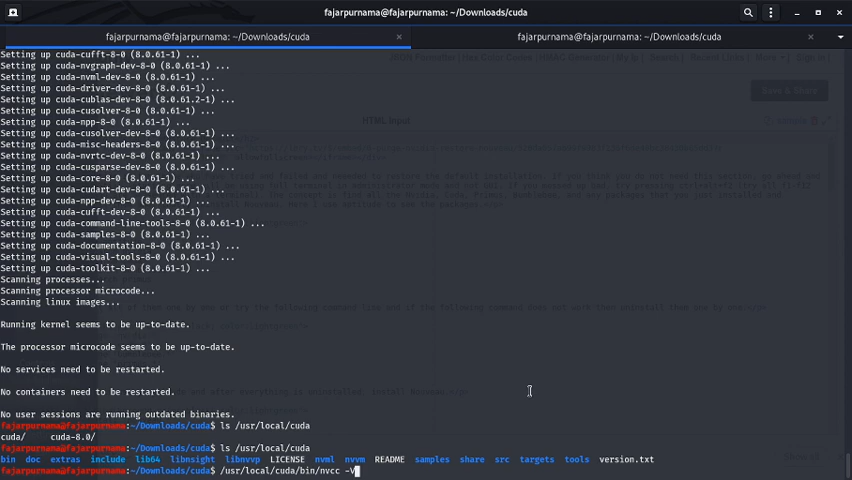 fajarpurnama@fajarpurnama: ~/Downloads/cuda
fajarpurnama@fajarpurnama: ~/Downloads/cuda
fajarpurnama@fajarpurnama: ~/Downloads/cuda
Setting up cuda-cufft-8-0 (8.0.61-1) ...
Setting up cuda-nvgraph-dev-8-0 (8.0.61-1) ...
Setting up cuda-nvml-dev-8-0 (8.0.61-1) ...
Setting up cuda-driver-dev-8-0 (8.0.61-1) ...
Setting up cuda-cublas-dev-8-0 (8.0.61.2-1) ...
Setting up cuda-cusolver-8-0 (8.0.61-1) ...
Setting up cuda-npp-8-0 (8.0.61-1) ...
Setting up cuda-cusolver-dev-8-0 (8.0.61-1) ...
Setting up cuda-misc-headers-8-0 (8.0.61-1) ...
Setting up cuda-nvrtc-dev-8-0 (8.0.61-1) ...
Setting up cuda-cusparse-dev-8-0 (8.0.61-1) ...
Setting up cuda-core-8-0 (8.0.61-1) ...
Setting up cuda-cudart-dev-8-0 (8.0.61-1) ...
Setting up cuda-npp-dev-8-0 (8.0.61-1) ...
Setting up cuda-cufft-dev-8-0 (8.0.61-1) ...
Setting up cuda-command-line-tools-8-0 (8.0.61-1) ...
Setting up cuda-samples-8-0 (8.0.61-1) ...
Setting up cuda-documentation-8-0 (8.0.61-1) ...
Setting up cuda-visual-tools-8-0 (8.0.61-1) ...
Setting up cuda-toolkit-8-0 (8.0.61-1) ...
Scanning processes...
Scanning processor microcode...
Scanning linux images...
Running kernel seems to be up-to-date.
The processor microcode seems to be up-to-date.
No services need to be restarted.
No containers need to be restarted.
No user sessions are running outdated binaries.
fajarpurnama@fajarpurnama:~/Downloads/cuda$ ls /usr/local/cuda
cuda/ cuda-8.0/
fajarpurnama@fajarpurnama:~/Downloads/cuda$ ls /usr/local/cuda
bin doc extras include lib64 libnsight libnvvp LICENSE nvml nvvm README samples share src targets tools version.txt
fajarpurnama@fajarpurnama:~/Downloads/cuda$ /usr/local/cuda/bin/nvcc -V
HTML input